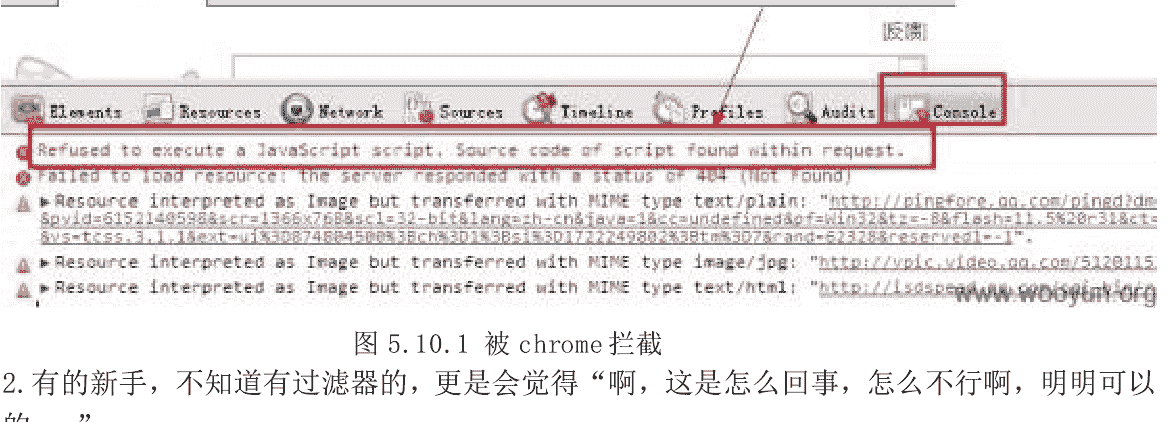 [反馈]
Elements Resources Network Sources Timeline Profiles Audits Console
Refused to execute a JavaScript script. Source code of script found within request.
Failed to load resource: the server responded with a status of 404 (Not Found)
▶ Resource interpreted as Image but transferred with MIME type text/plain: "http://pingfore.qq.com/pingd?dm=
&pvid=6152140598&scr=1366x768&scl=32-bit&lang=zh-cn&java=1&cc=undefined&pf=Win32&tz=-8&flash=11.5%20r31&ct=
&vs=tcss.3.1.1&ext=ui%3D874804500%3Bch%3D1%3Bsi%3D1722249802%3Btm%3D7&rand=62328&reserved1=-1".
▶ Resource interpreted as Image but transferred with MIME type image/jpg: "http://vpic.video.qq.com/5120115
▶ Resource interpreted as Image but transferred with MIME type text/html: "http://isdspeed.qq.com/cgi-bin/
www.wooyun.org
图 5.10.1 被 chrome 拦截
2.有的新手，不知道有过滤器的，更是会觉得“啊，这是怎么回事，怎么不行啊，明明可以